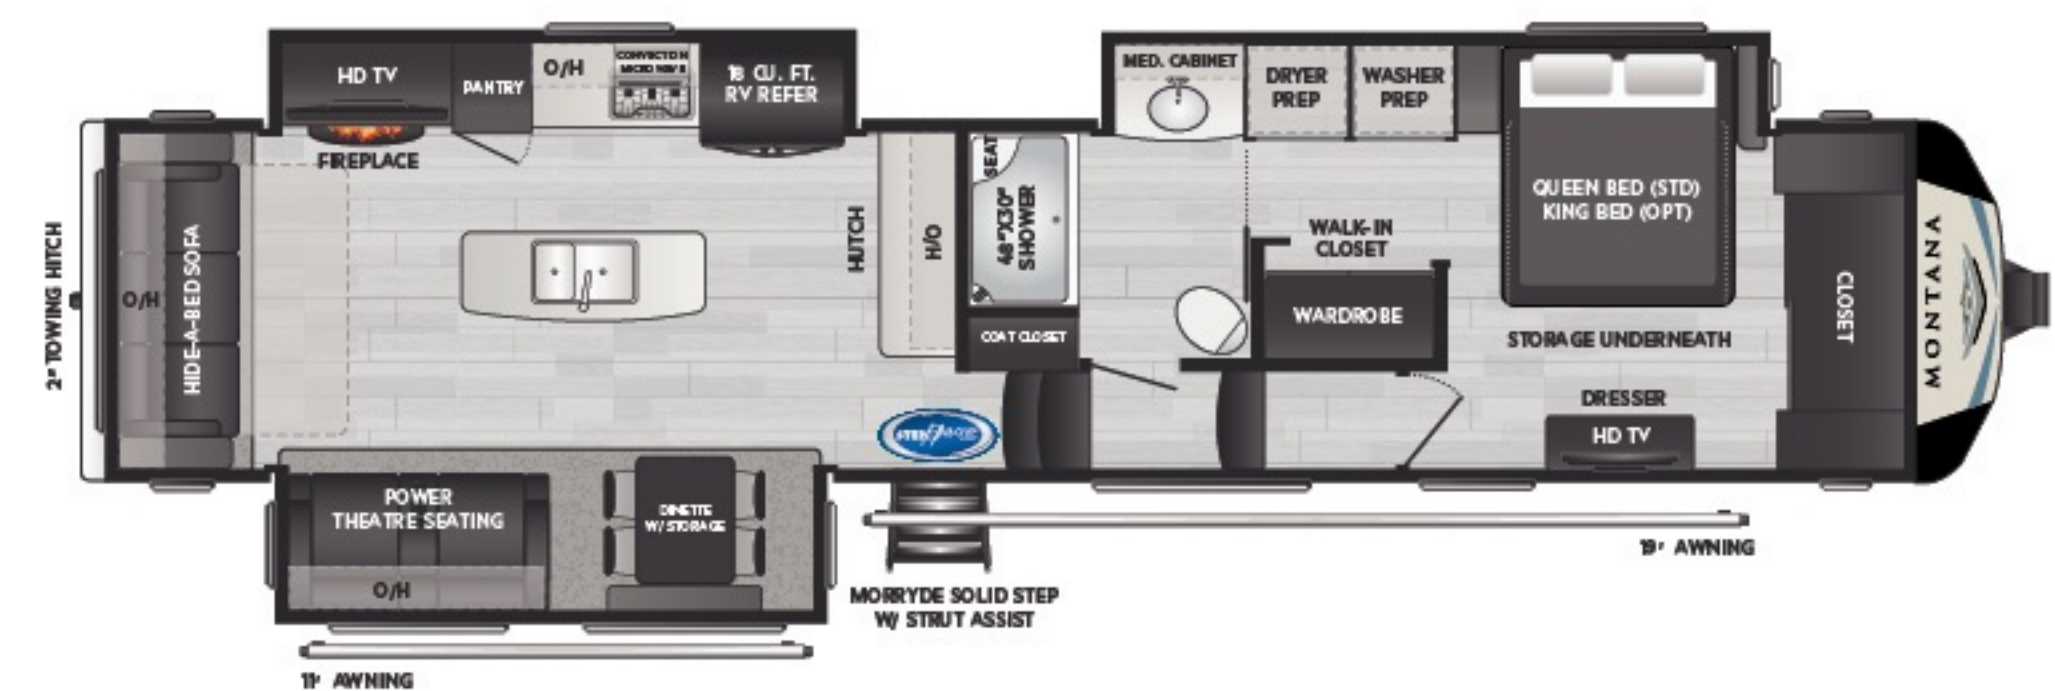 HD TV
FIREPLACE
PANTRY
O/H
CONVECTION
MICROWAVE
18 CU. FT.
RV REFER
MED. CABINET
DRYER
PREP
WASHER
PREP
QUEEN BED (STD)
KING BED (OPT)
STORAGE UNDERNEATH
2" TOWING HITCH
O/H
HIDE-A-BED SOFA
HUTCH
O/H
SEAT
48"X30"
SHOWER
COAT CLOSET
WALK-IN
CLOSET
WARDROBE
CLOSET
MONTANA
DRESSER
HD TV
POWER
THEATRE SEATING
O/H
DINETTE
W/ STORAGE
MORRYDE SOLID STEP
W/ STRUT ASSIST
19' AWNING
11' AWNING